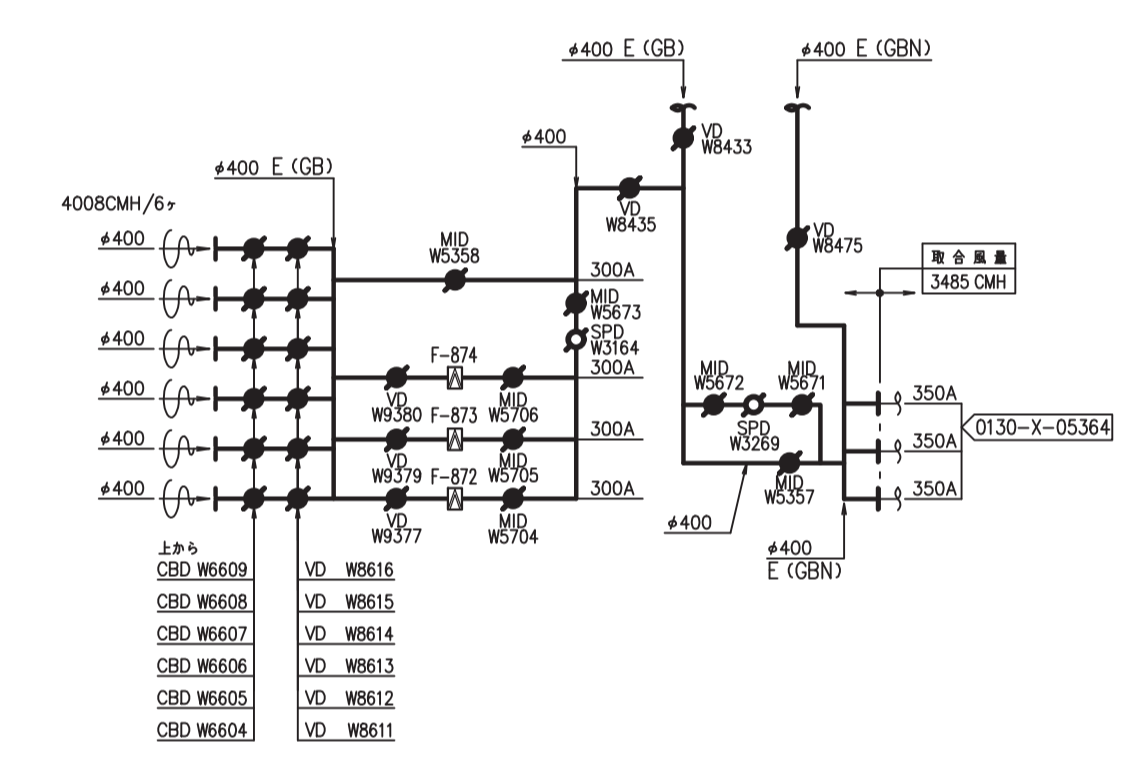 φ400 E (GB)
φ400 E (GBN)
VD
W8433
φ400
φ400 E (GB)
4008CMH/6ヶ
VD
W8435
VD
W8475
取合風量
3485 CMH
φ400
φ400
φ400
φ400
φ400
φ400
MID
W5358
300A
MID
W5673
SPD
W3164
300A
F-874
VD
W9380
MID
W5706
F-873
300A
VD
W9379
MID
W5705
F-872
300A
VD
W9377
MID
W5704
MID
W5672
MID
W5671
SPD
W3269
MID
W5357
350A
350A
350A
0130-X-05364
φ400
φ400
E (GBN)
上から
CBD W6609
CBD W6608
CBD W6607
CBD W6606
CBD W6605
CBD W6604
VD W8616
VD W8615
VD W8614
VD W8613
VD W8612
VD W8611